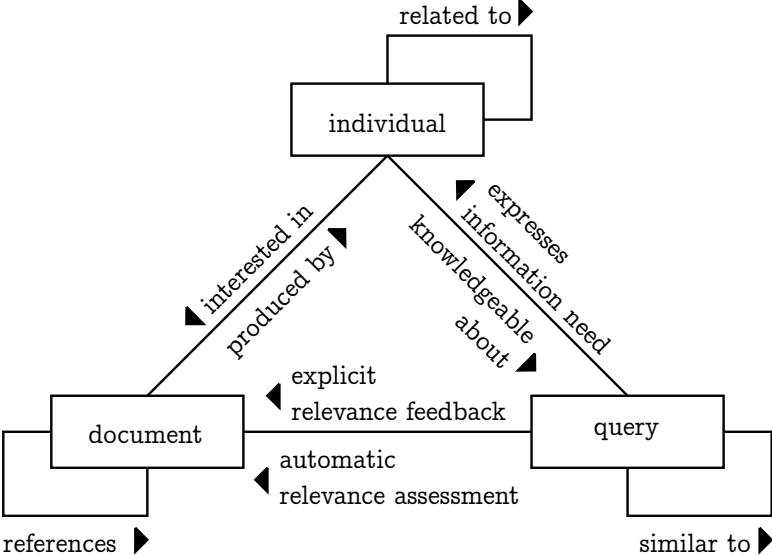 related to
individual
interested in
produced by
expresses
information need
knowledgeable
about
explicit
relevance feedback
document
query
automatic
relevance assessment
references
similar to